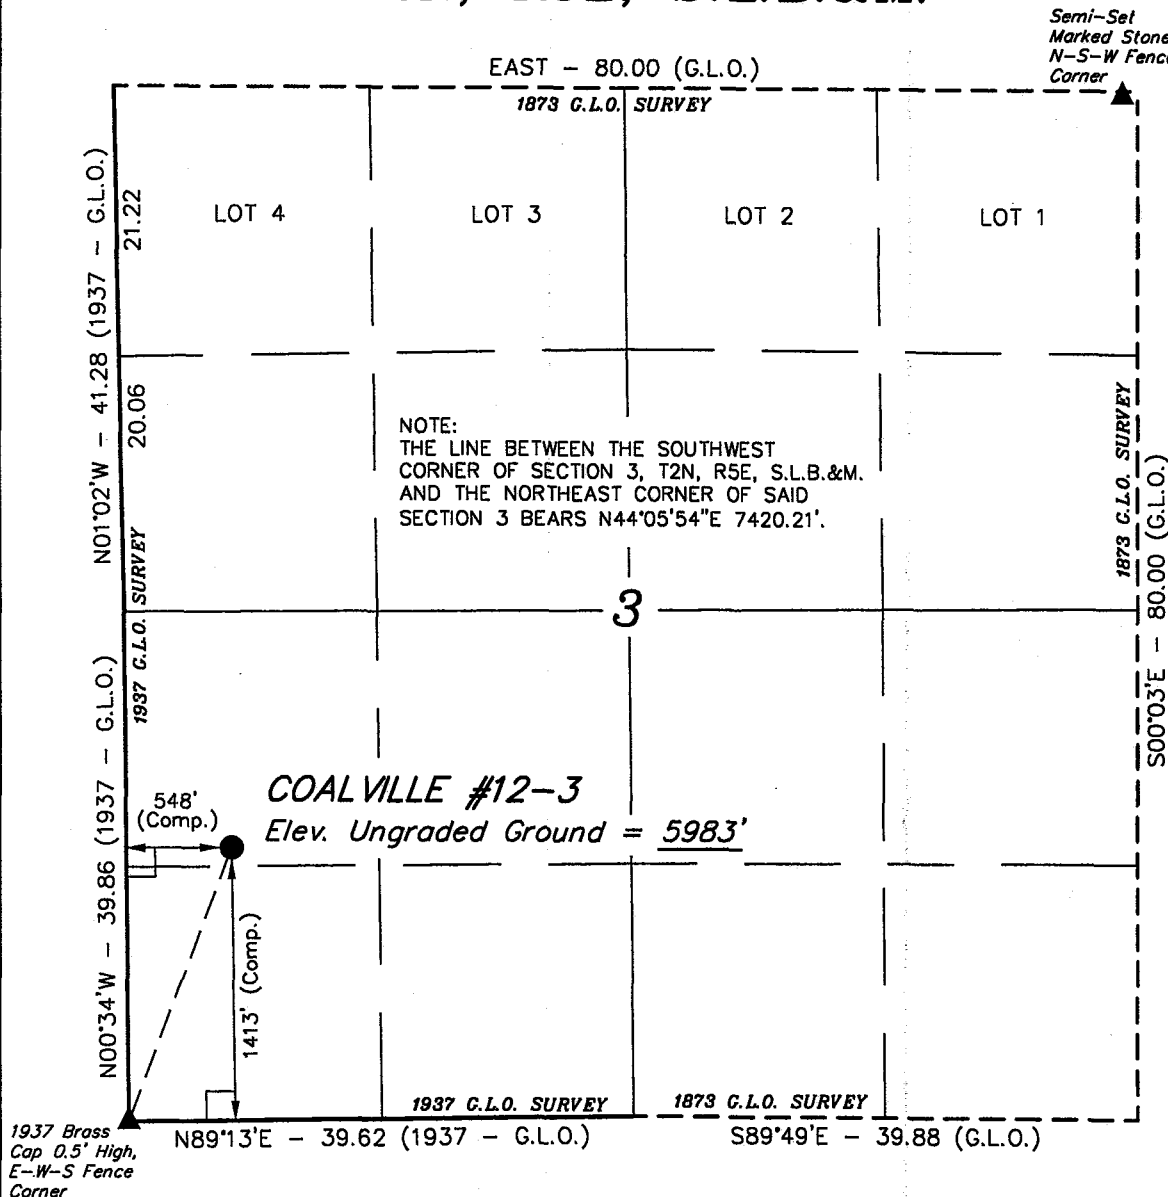 Semi-Set
Marked Stone
N-S-W Fence
Corner
EAST - 80.00 (G.L.O.)
1873 G.L.O. SURVEY
LOT 4
LOT 3
LOT 2
LOT 1
N01°02'W - 41.28 (1937 - G.L.O.)
21.22
20.06
NOTE:
THE LINE BETWEEN THE SOUTHWEST
CORNER OF SECTION 3, T2N, R5E, S.L.B.&M.
AND THE NORTHEAST CORNER OF SAID
SECTION 3 BEARS N44°05'54"E 7420.21'.
1873 G.L.O. SURVEY
S00°03'E - 80.00 (G.L.O.)
1937 G.L.O. SURVEY
3
N00°34'W - 39.86 (1937 - G.L.O.)
COALVILLE #12-3
Elev. Ungraded Ground = 5983'
548'
(Comp.)
1413' (Comp.)
1937 G.L.O. SURVEY
1873 G.L.O. SURVEY
N89°13'E - 39.62 (1937 - G.L.O.)
S89°49'E - 39.88 (G.L.O.)
1937 Brass
Cap 0.5' High,
E-W-S Fence
Corner